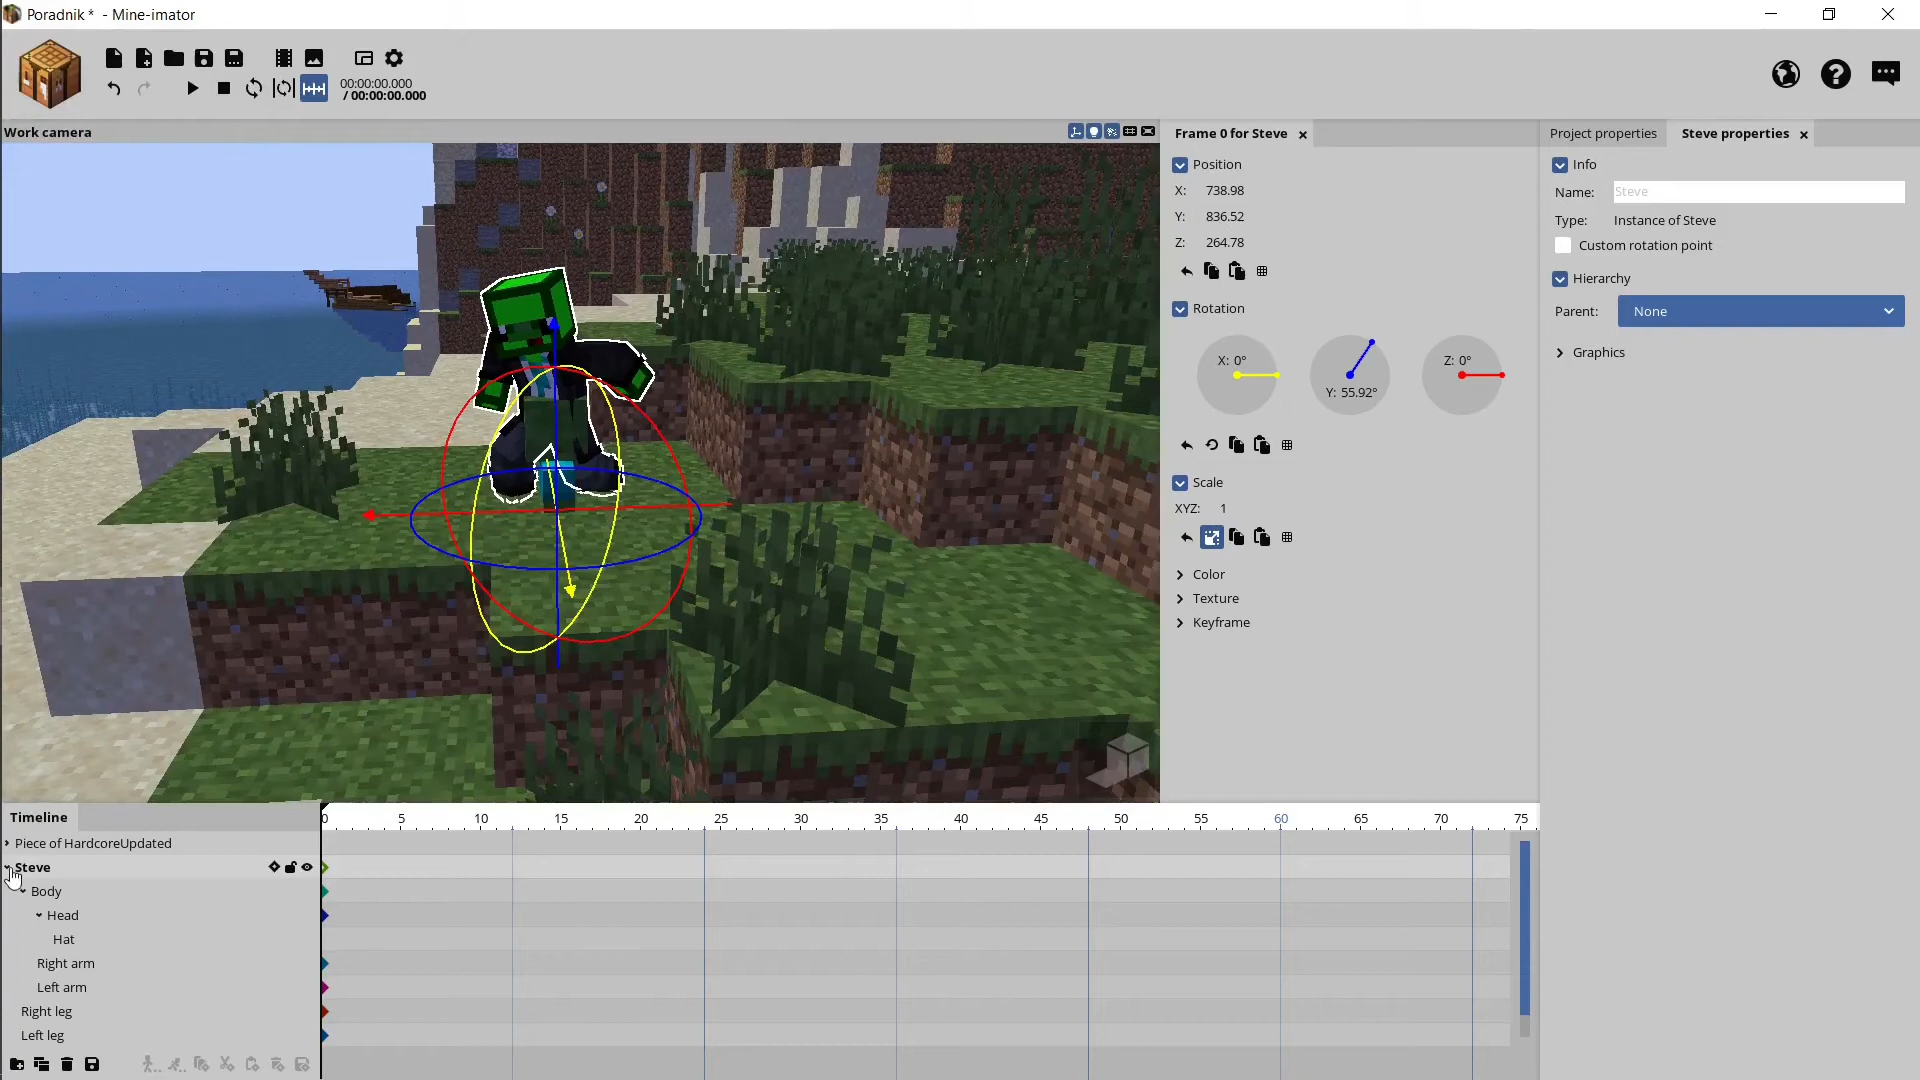 Poradnik * - Mine-imator
00:00:00.000
/ 00:00:00.000
Work camera
Frame 0 for Steve
Position
X: 738.98
Y: 836.52
Z: 264.78
Rotation
X: 0°
Y: 55.92°
Z: 0°
Scale
XYZ: 1
Color
Texture
Keyframe
Project properties
Steve properties
Info
Name: Steve
Type: Instance of Steve
Custom rotation point
Hierarchy
Parent: None
Graphics
Timeline
0 5 10 15 20 25 30 35 40 45 50 55 60 65 70 75
Piece of HardcoreUpdated
Steve
Body
Head
Hat
Right arm
Left arm
Right leg
Left leg